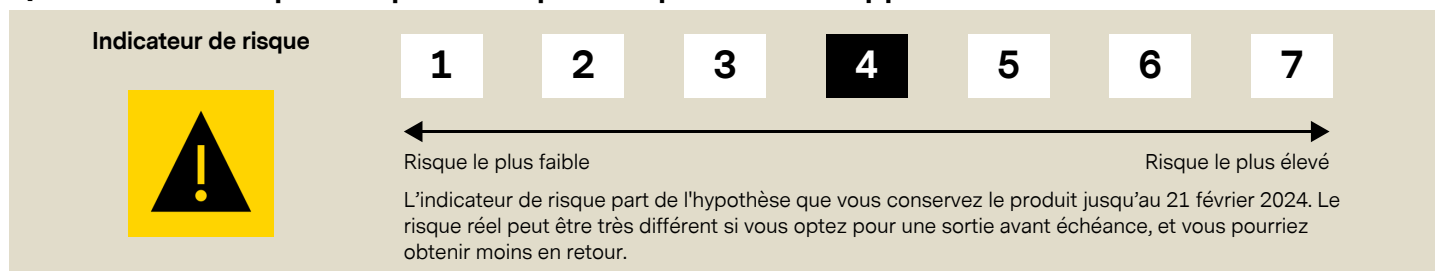 Indicateur de risque
1 2 3 4 5 6 7
Risque le plus faible Risque le plus élevé
L'indicateur de risque part de l'hypothèse que vous conservez le produit jusqu'au 21 février 2024. Le
risque réel peut être très différent si vous optez pour une sortie avant échéance, et vous pourriez
obtenir moins en retour.